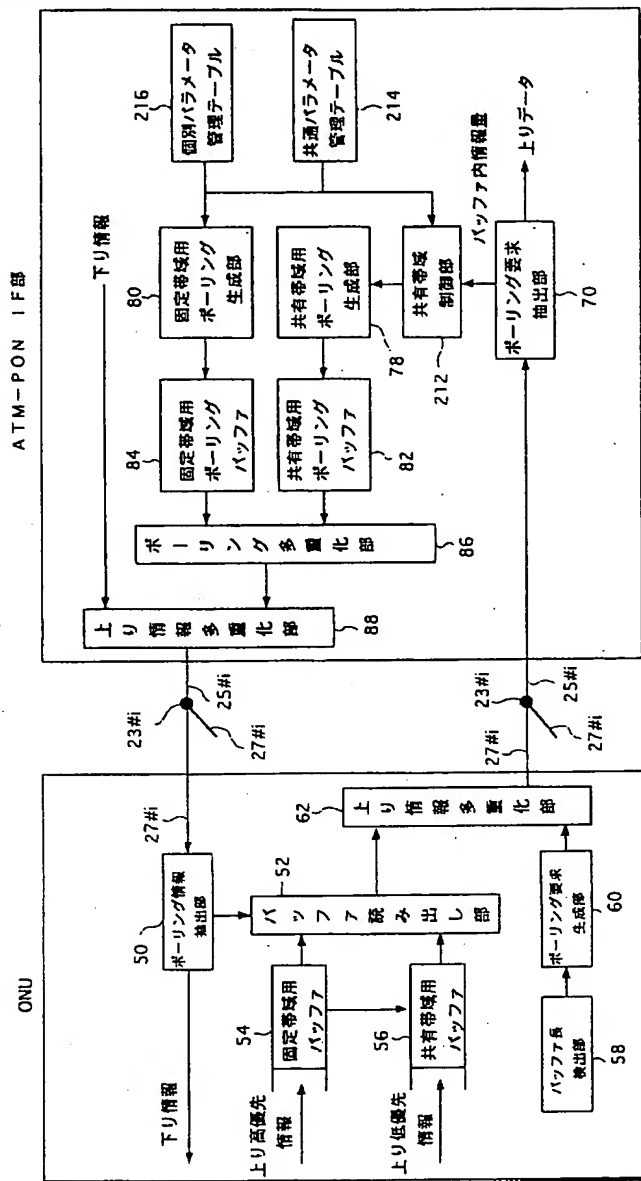 ATM-PON IF部
216
個別パラメータ
管理テーブル
共通パラメータ
管理テーブル
214
下り情報
80
固定帯域用
ポーリング
生成部
共有帯域用
ポーリング
生成部
78
共有帯域
制御部
212
バッファ内情報量
上りデータ
ポーリング要求
抽出部
70
84
固定帯域用
ポーリング
バッファ
共有帯域用
ポーリング
バッファ
82
ポーリング多重化部
86
上り情報多重化部
88
25#i
23#i
27#i
25#i
23#i
27#i
27#i
27#i
ONU
50
ポーリング情報
抽出部
下り情報
52
バッファ読み出し部
54
固定帯域用
バッファ
56
共有帯域用
バッファ
上り高優先
情報
上り低優先
情報
62
上り情報多重化部
ポーリング要求
生成部
60
バッファ長
検出部
58